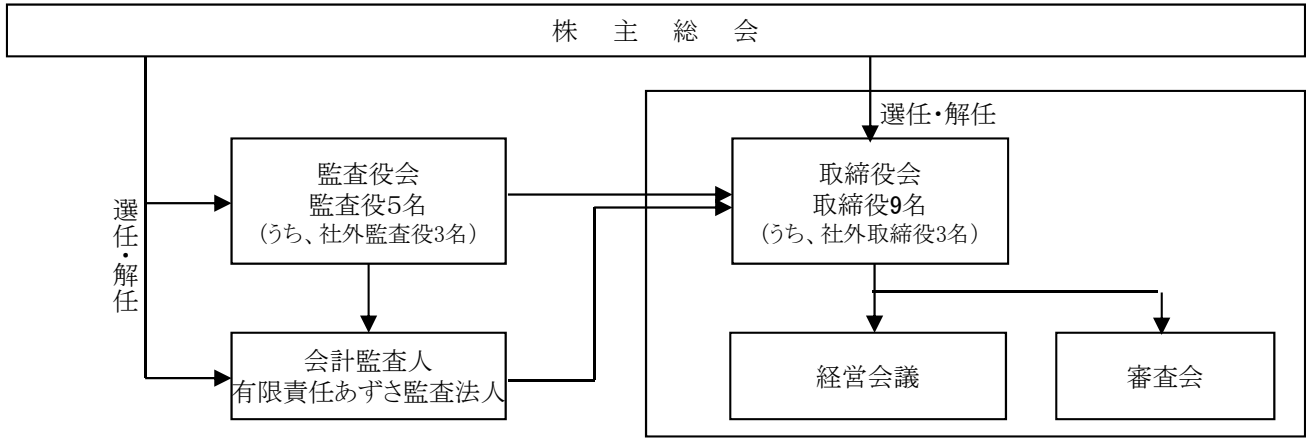 株主総会
選任・解任
監査役会
監査役5名
（うち、社外監査役3名）
取締役会
取締役9名
（うち、社外取締役3名）
選任・解任
会計監査人
有限責任あずさ監査法人
経営会議
審査会